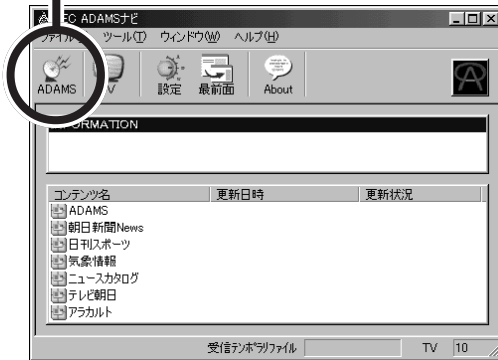 EC ADAMSナビ
ファイル ツール(T) ウィンドウ(W) ヘルプ(H)
ADAMS V 設定 最前面 About
INFORMATION
コンテンツ名 更新日時 更新状況
ADAMS
朝日新聞News
日刊スポーツ
気象情報
ニュースカタログ
テレビ朝日
アラカルト
受信テンポラリファイル TV 10